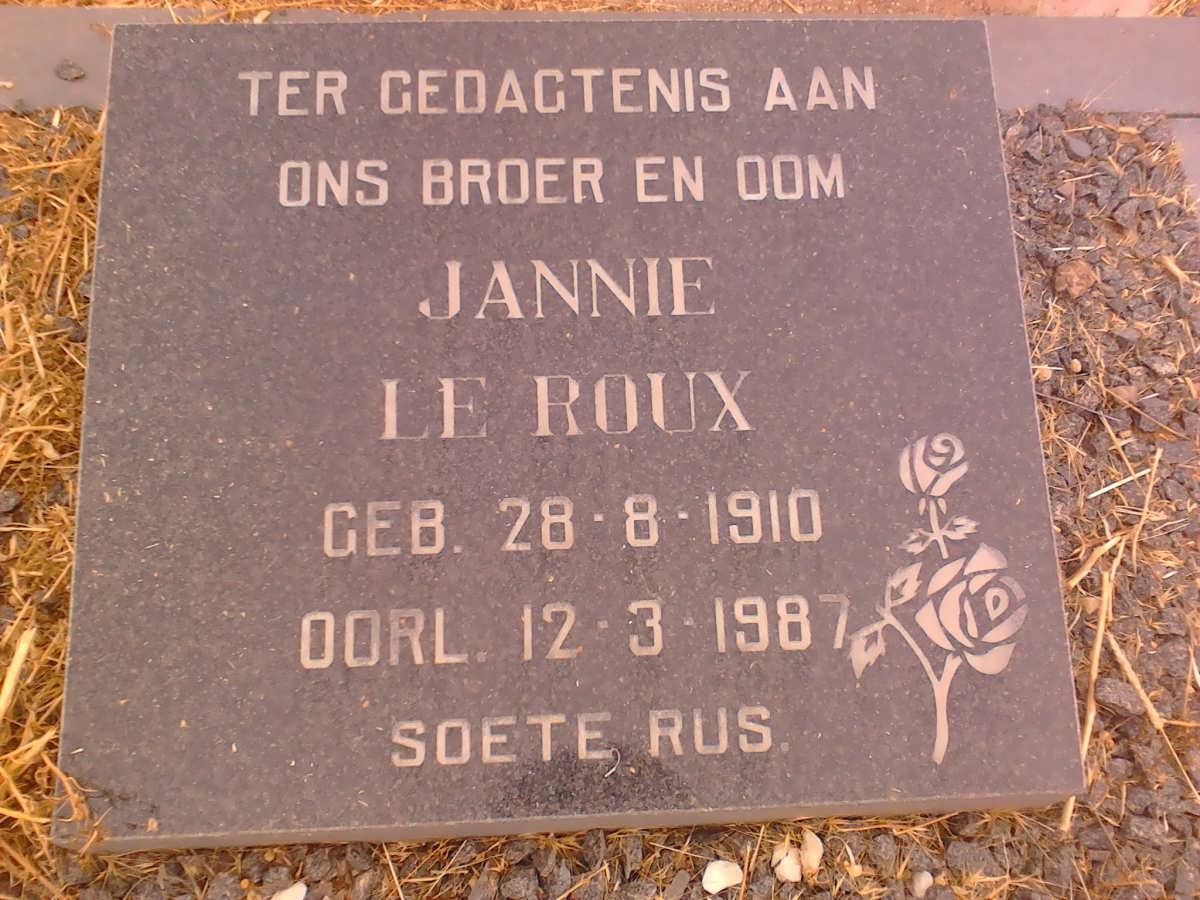 TER GEDAGTENIS AAN
ONS BROER EN OOM
JANNIE
LE ROUX
GEB. 28-8-1910
OORL. 12-3-1987
SOETE RUS.